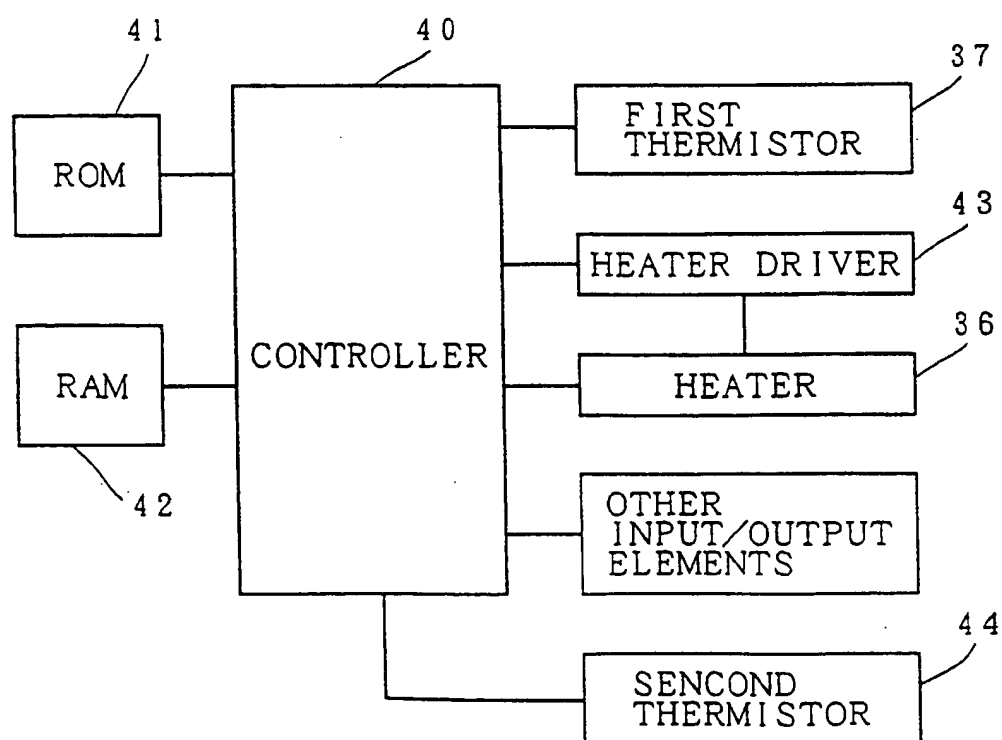 41
40
37
ROM
FIRST
THERMISTOR
43
HEATER DRIVER
36
CONTROLLER
RAM
HEATER
42
OTHER
INPUT/OUTPUT
ELEMENTS
44
SENCOND
THERMISTOR